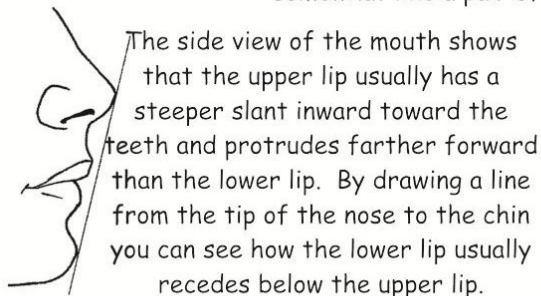 The side view of the mouth shows
that the upper lip usually has a
steeper slant inward toward the
teeth and protrudes farther forward
than the lower lip.  By drawing a line
from the tip of the nose to the chin
you can see how the lower lip usually
recedes below the upper lip.